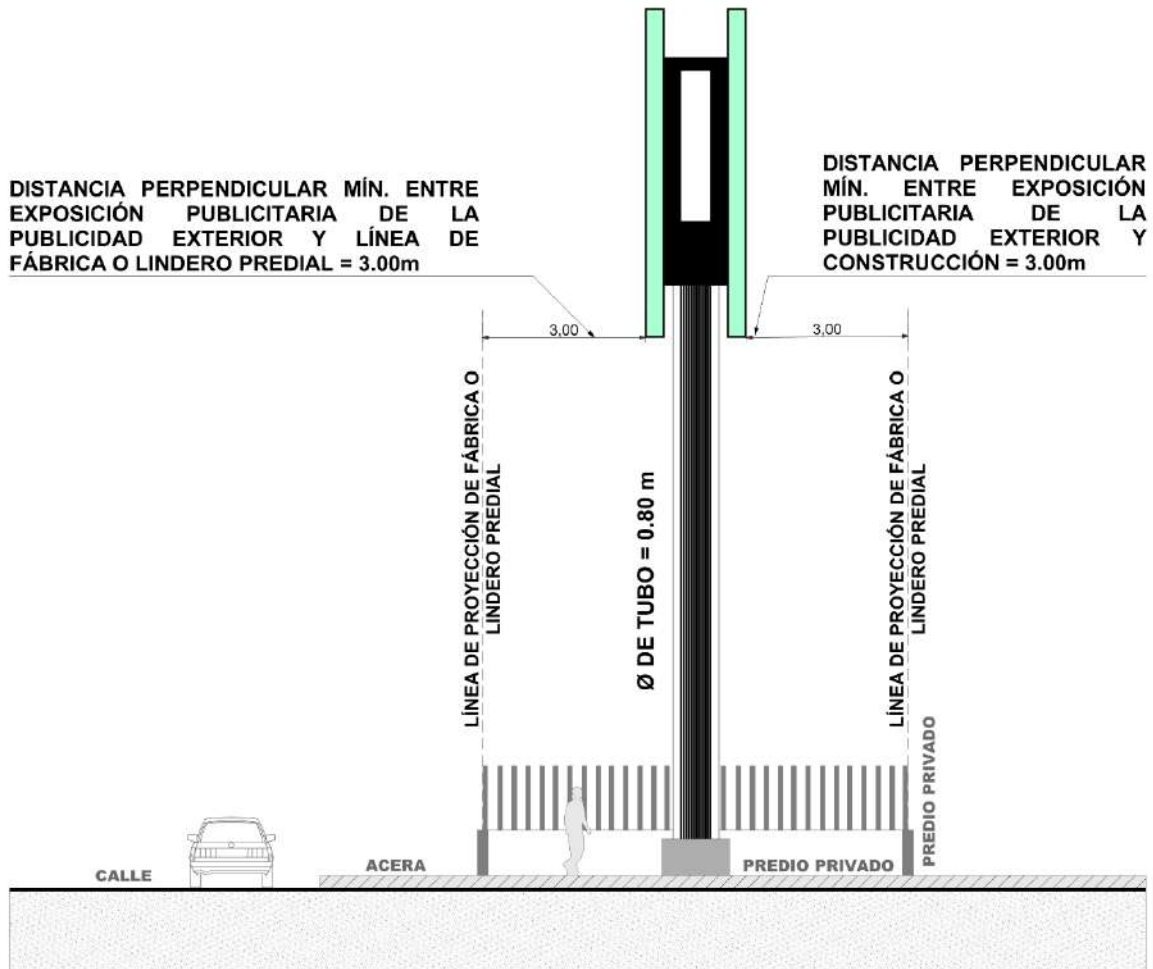 DISTANCIA PERPENDICULAR MÍN. ENTRE
EXPOSICIÓN PUBLICITARIA DE LA
PUBLICIDAD EXTERIOR Y LÍNEA DE
FÁBRICA O LINDERO PREDIAL = 3.00m
DISTANCIA PERPENDICULAR
MÍN. ENTRE EXPOSICIÓN
PUBLICITARIA DE LA
PUBLICIDAD EXTERIOR Y
CONSTRUCCIÓN = 3.00m
3,00
3,00
LÍNEA DE PROYECCIÓN DE FÁBRICA O
LINDERO PREDIAL
Ø DE TUBO = 0.80 m
LÍNEA DE PROYECCIÓN DE FÁBRICA O
LINDERO PREDIAL
PREDIO PRIVADO
CALLE
ACERA
PREDIO PRIVADO